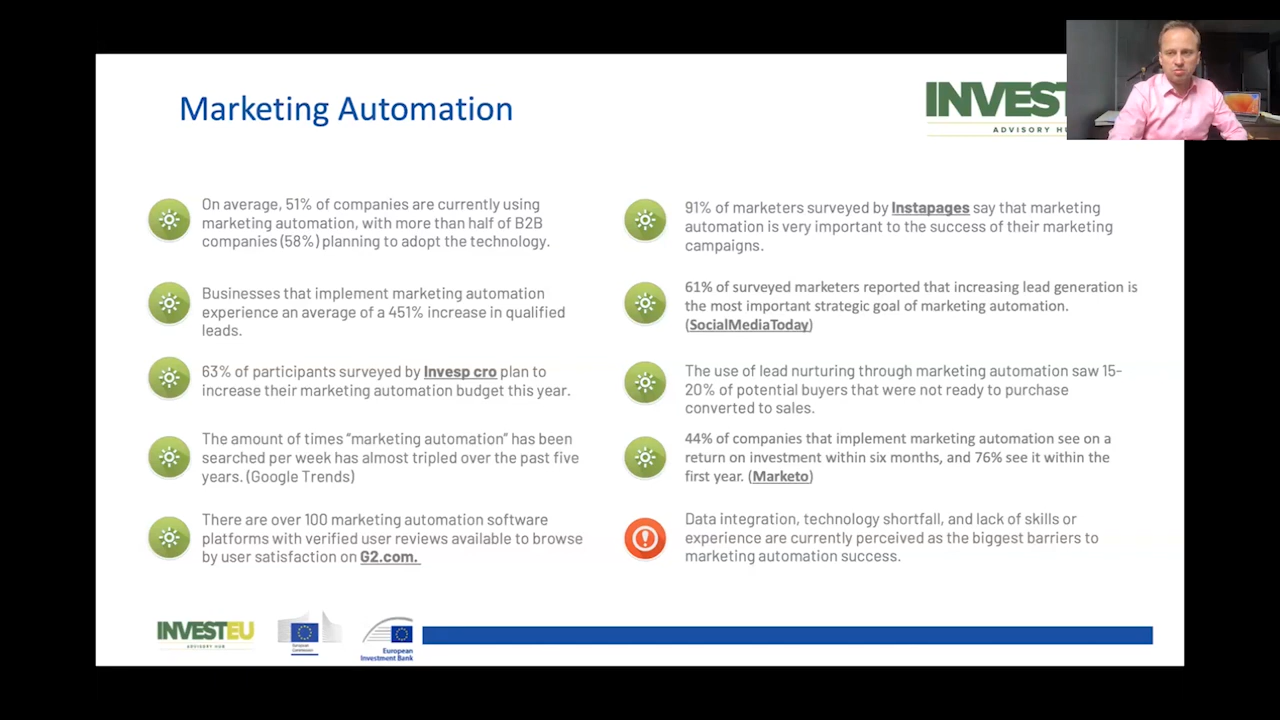 Marketing Automation
INVEST
ADVISORY HU
On average, 51% of companies are currently using
marketing automation, with more than half of B2B
companies (58%) planning to adopt the technology.
Businesses that implement marketing automation
experience an average of a 451% increase in qualified
leads.
63% of participants surveyed by Invesp cro plan to
increase their marketing automation budget this year.
The amount of times “marketing automation” has been
searched per week has almost tripled over the past five
years. (Google Trends)
There are over 100 marketing automation software
platforms with verified user reviews available to browse
by user satisfaction on G2.com.
91% of marketers surveyed by Instapages say that marketing
automation is very important to the success of their marketing
campaigns.
61% of surveyed marketers reported that increasing lead generation is
the most important strategic goal of marketing automation.
(SocialMediaToday)
The use of lead nurturing through marketing automation saw 15-
20% of potential buyers that were not ready to purchase
converted to sales.
44% of companies that implement marketing automation see on a
return on investment within six months, and 76% see it within the
first year. (Marketo)
Data integration, technology shortfall, and lack of skills or
experience are currently perceived as the biggest barriers to
marketing automation success.
INVESTEU
ADVISORY HUB
European
Commission
European
Investment Bank